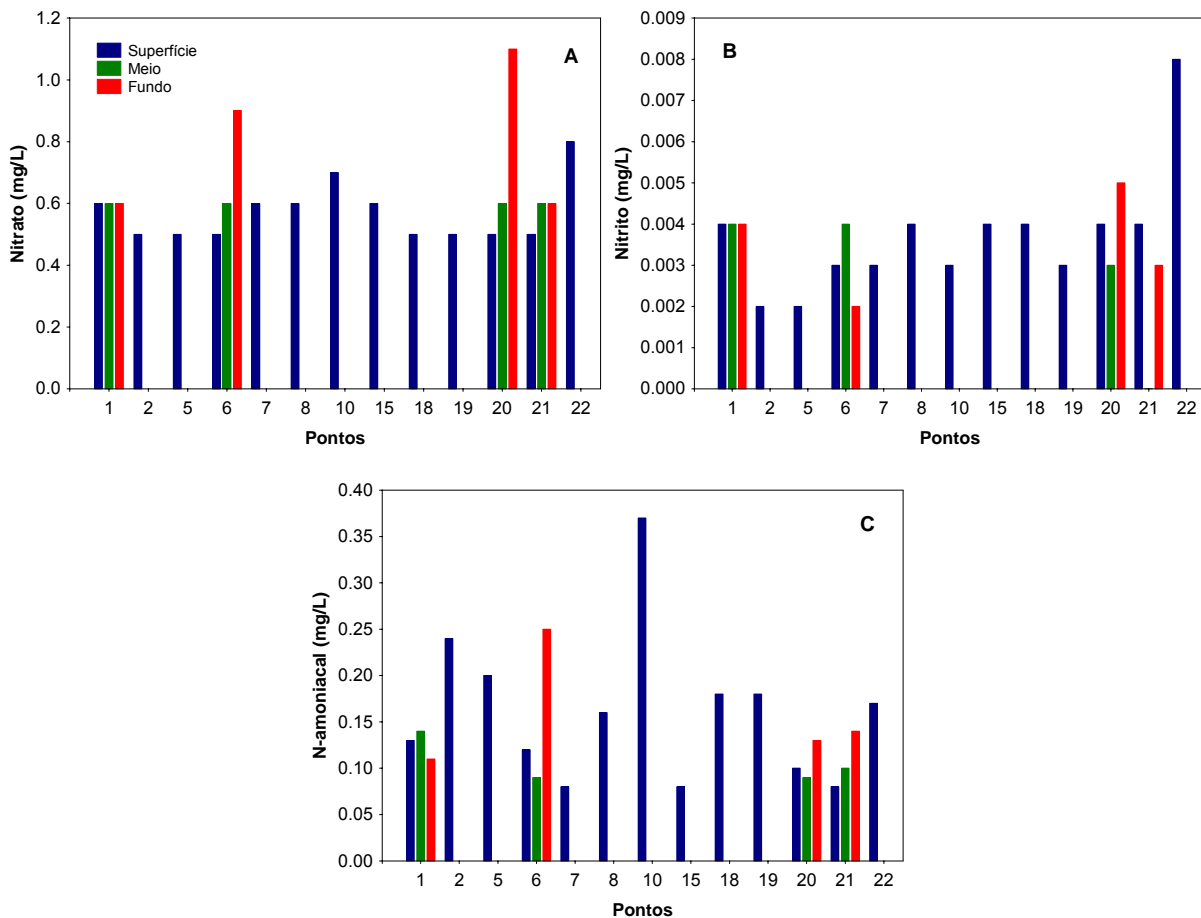 1.2
1.0
0.8
0.6
0.4
0.2
0.0
Nitrato (mg/L)
Superfície
Meio
Fundo
A
1 2 5 6 7 8 10 15 18 19 20 21 22
Pontos
0.009
0.008
0.007
0.006
0.005
0.004
0.003
0.002
0.001
0.000
Nitrito (mg/L)
B
1 2 5 6 7 8 10 15 18 19 20 21 22
Pontos
0.40
0.35
0.30
0.25
0.20
0.15
0.10
0.05
0.00
N-amoniacal (mg/L)
C
1 2 5 6 7 8 10 15 18 19 20 21 22
Pontos